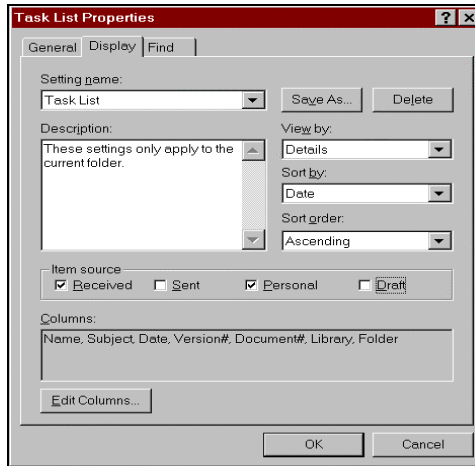 Task List Properties
General Display Find
Setting name:
Task List
Save As...
Delete
Description:
These settings only apply to the
current folder.
View by:
Details
Sort by:
Date
Sort order:
Ascending
Item source
Received Sent Personal Draft
Columns:
Name, Subject, Date, Version#, Document#, Library, Folder
Edit Columns...
OK Cancel